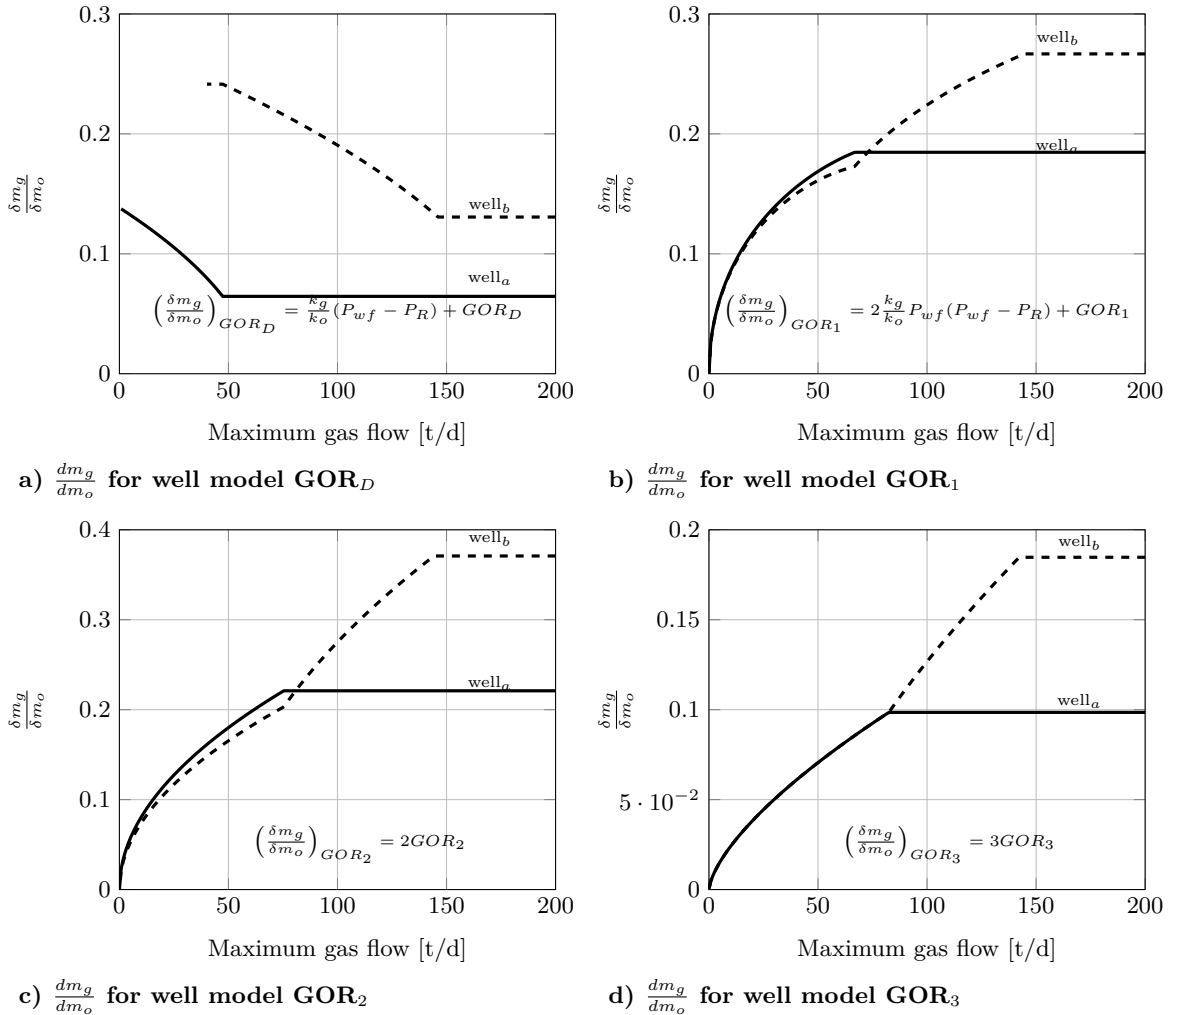 0.3
0.2
0.1
0
0 50 100 150 200
δm_g/δm_o
well_b
well_a
(δm_g/δm_o)_{GOR_D} = k_g/k_o (P_{wf} − P_R) + GOR_D
Maximum gas flow [t/d]
a) dm_g/dm_o for well model GOR_D
0.3
0.2
0.1
0
0 50 100 150 200
δm_g/δm_o
well_b
well_a
(δm_g/δm_o)_{GOR_1} = 2 k_g/k_o P_{wf}(P_{wf} − P_R) + GOR_1
Maximum gas flow [t/d]
b) dm_g/dm_o for well model GOR_1
0.4
0.3
0.2
0.1
0
0 50 100 150 200
δm_g/δm_o
well_b
well_a
(δm_g/δm_o)_{GOR_2} = 2GOR_2
Maximum gas flow [t/d]
c) dm_g/dm_o for well model GOR_2
0.2
0.15
0.1
5 · 10^{−2}
0
0 50 100 150 200
δm_g/δm_o
well_b
well_a
(δm_g/δm_o)_{GOR_3} = 3GOR_3
Maximum gas flow [t/d]
d) dm_g/dm_o for well model GOR_3